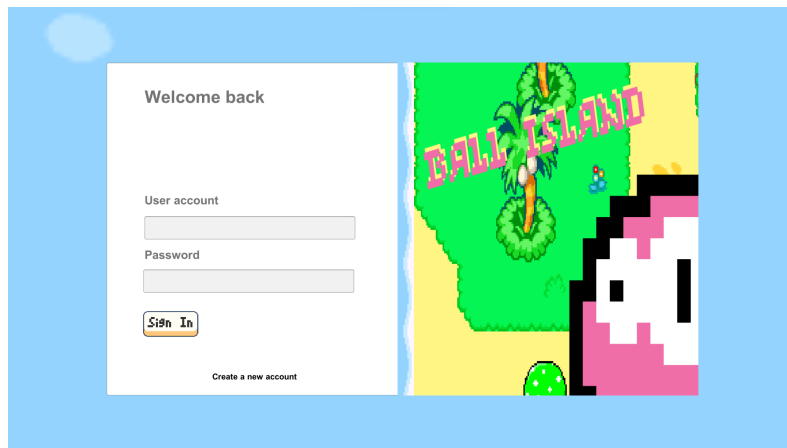 Welcome back
BALL ISLAND
User account
Password
Sign In
Create a new account